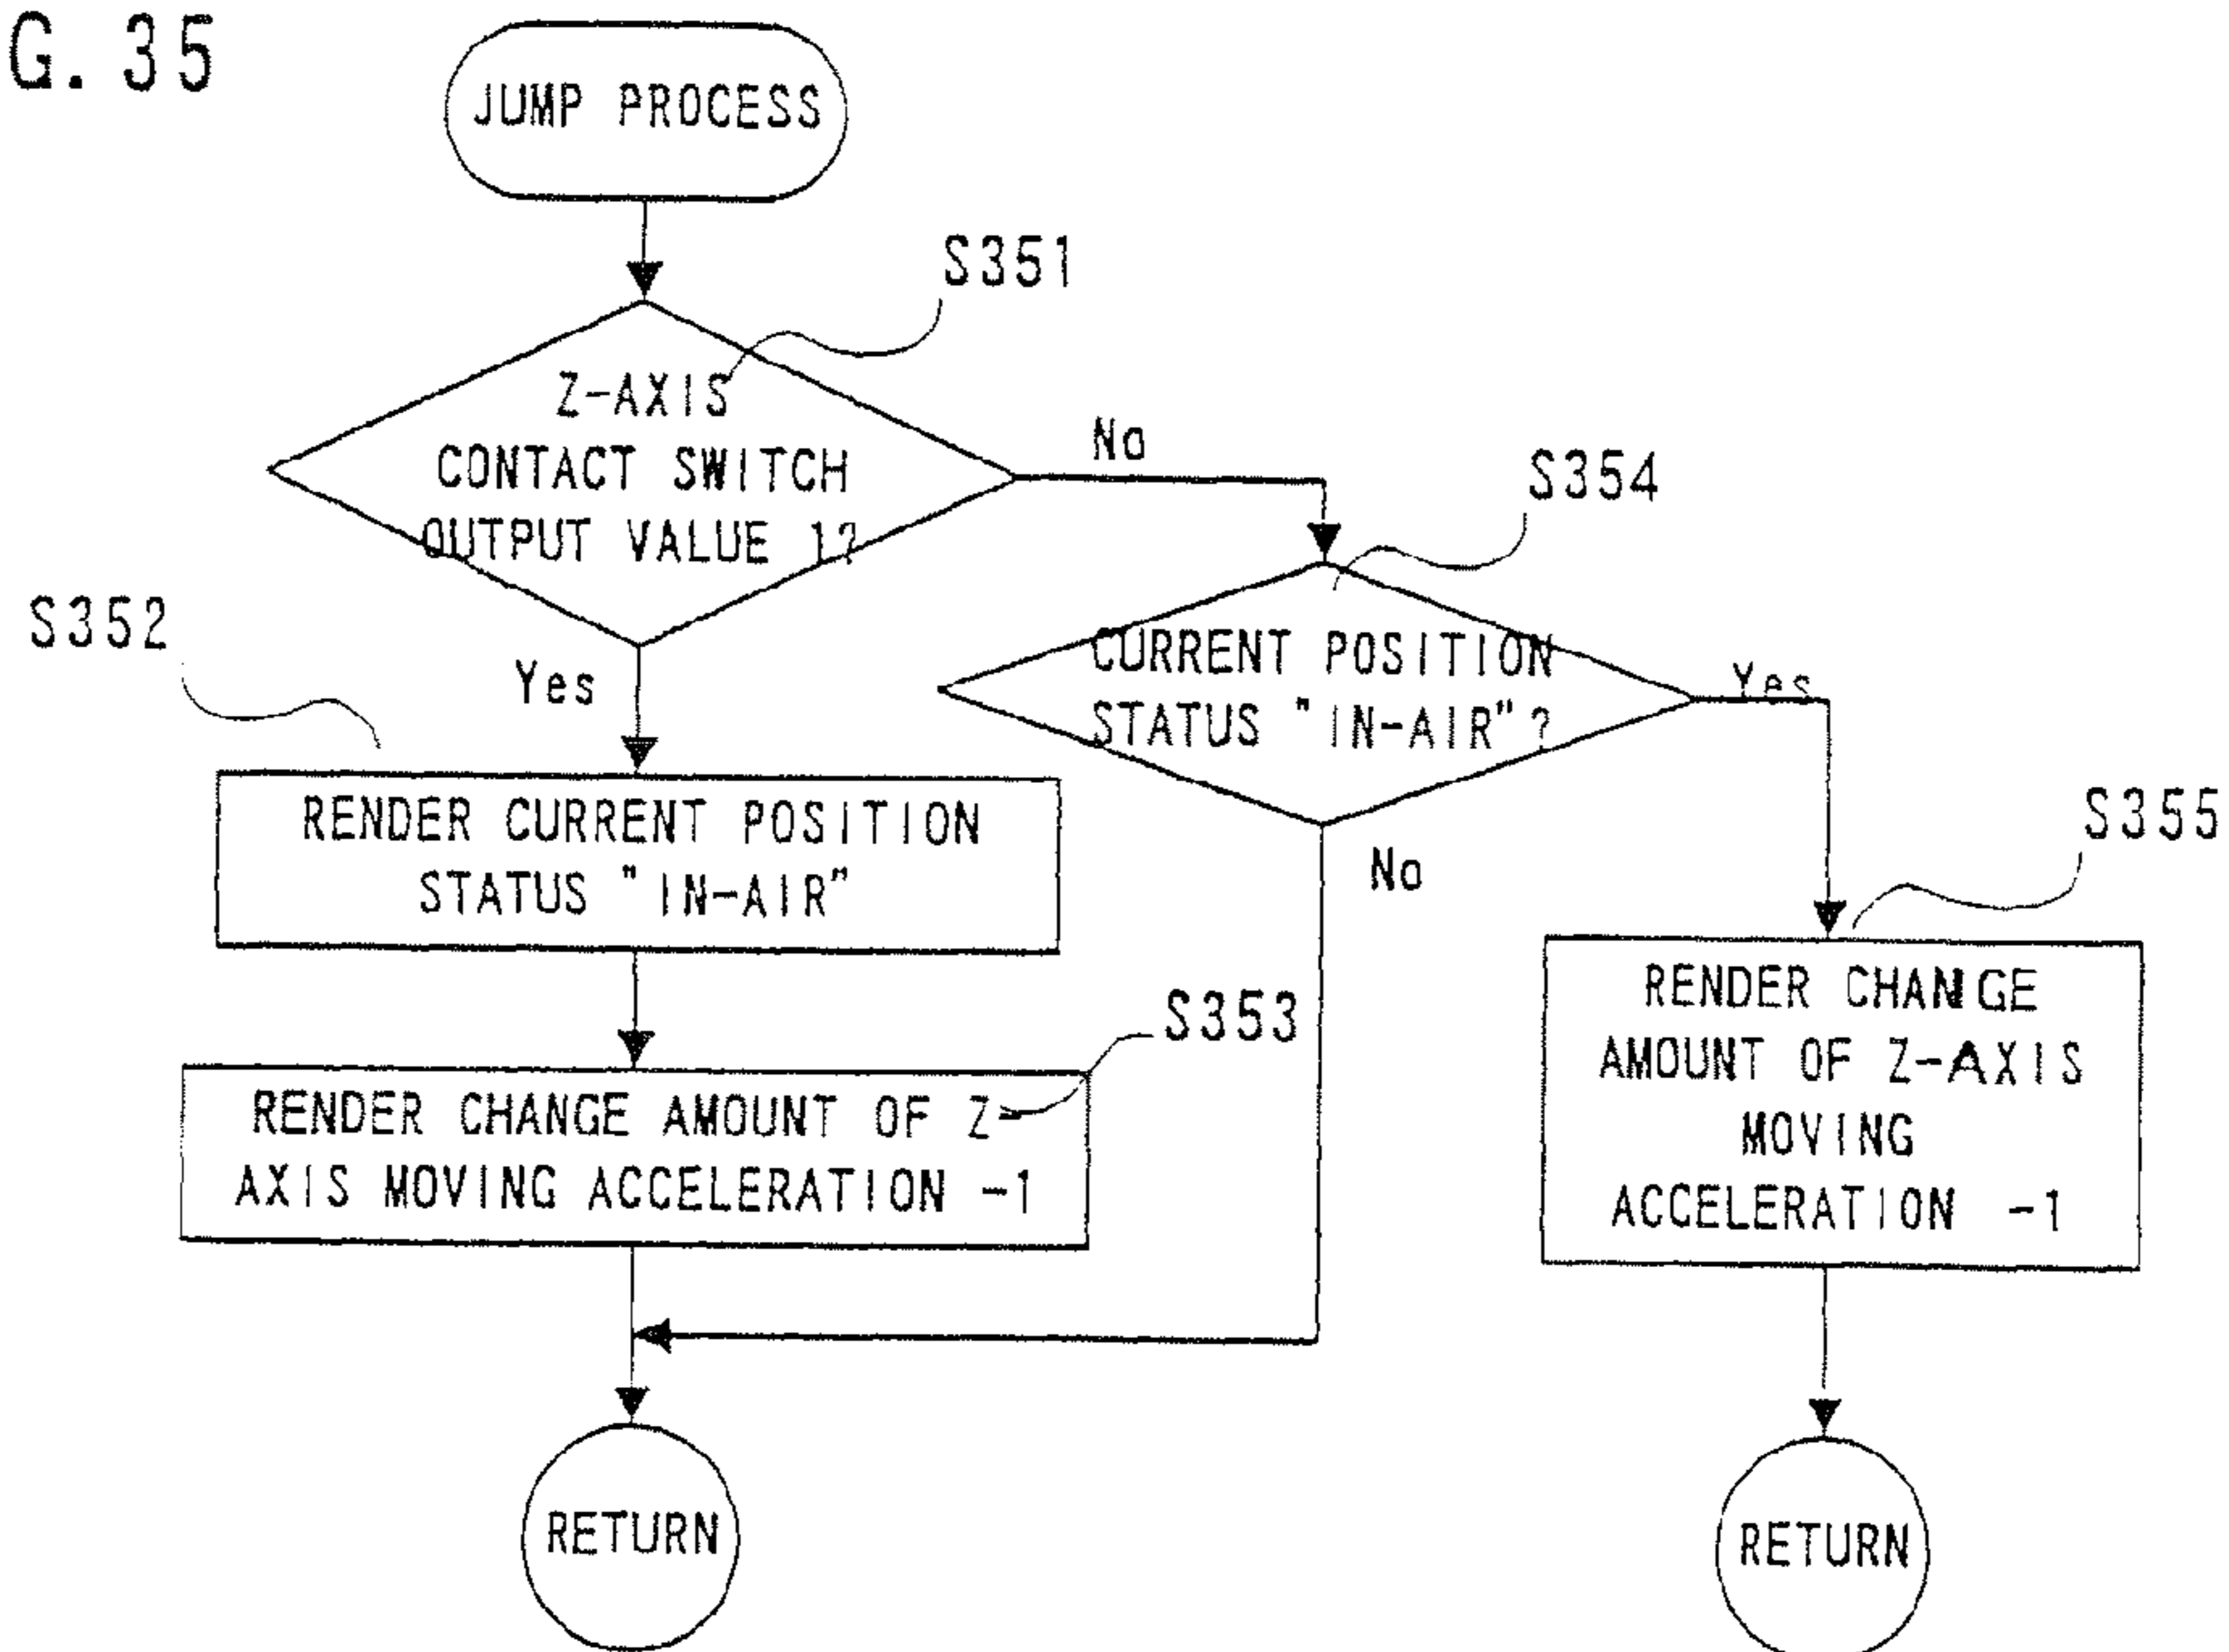 G. 35
JUMP PROCESS
S351
Z-AXIS
CONTACT SWITCH
OUTPUT VALUE 1?
No
S354
S352
Yes
CURRENT POSITION
STATUS "IN-AIR"?
Yes
RENDER CURRENT POSITION
STATUS "IN-AIR"
No
S355
S353
RENDER CHANGE AMOUNT OF Z-
AXIS MOVING ACCELERATION -1
RENDER CHANGE
AMOUNT OF Z-AXIS
MOVING
ACCELERATION -1
RETURN
RETURN